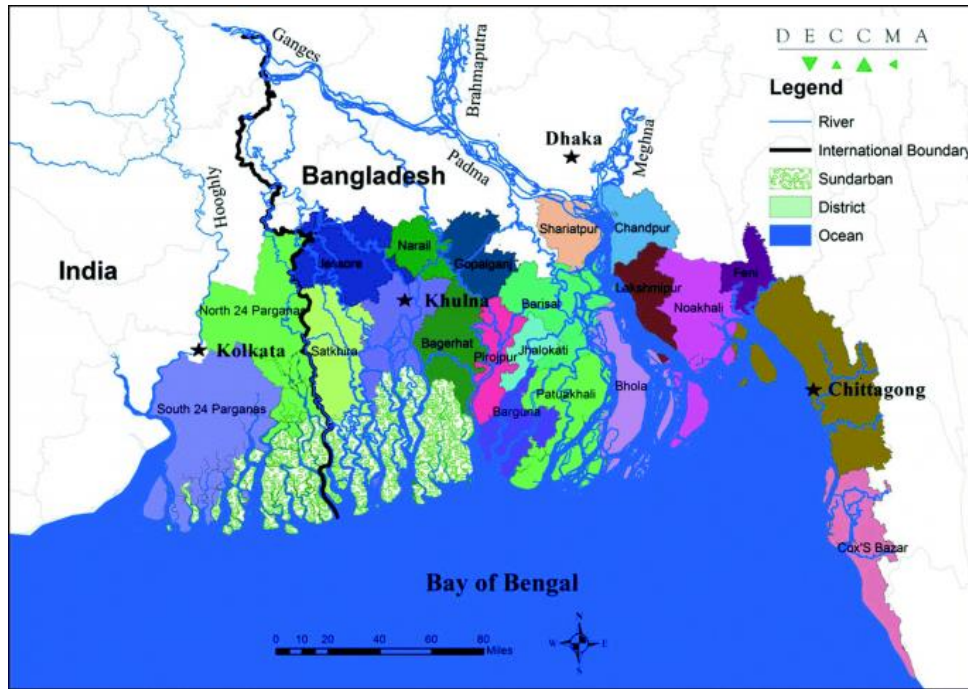 DECCMA
Legend
River
International Boundary
Sundarban
District
Ocean
Ganges
Brahmaputra
Padma
Dhaka
Meghna
Hooghly
Bangladesh
India
Shariatpur
Chandpur
Jessore
Narail
Gopalganj
Lakshmipur
Noakhali
Feni
North 24 Parganas
Khulna
Barisal
Kolkata
Satkhira
Bagerhat
Pirojpur
Jhalokati
Bhola
Chittagong
South 24 Parganas
Patuakhali
Barguna
Cox'S Bazar
Bay of Bengal
N
W E
S
0 10 20 40 60 80
Miles